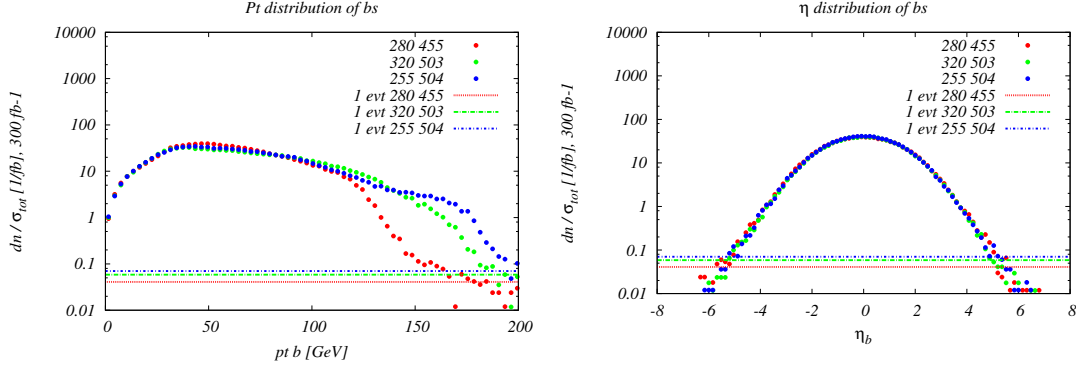 Pt distribution of bs
dn / σtot [1/fb], 300 fb-1
10000
1000
100
10
1
0.1
0.01
280 455
320 503
255 504
1 evt 280 455
1 evt 320 503
1 evt 255 504
0 50 100 150 200
pt b [GeV]
η distribution of bs
dn / σtot [1/fb], 300 fb-1
10000
1000
100
10
1
0.1
0.01
280 455
320 503
255 504
1 evt 280 455
1 evt 320 503
1 evt 255 504
-8 -6 -4 -2 0 2 4 6 8
ηb